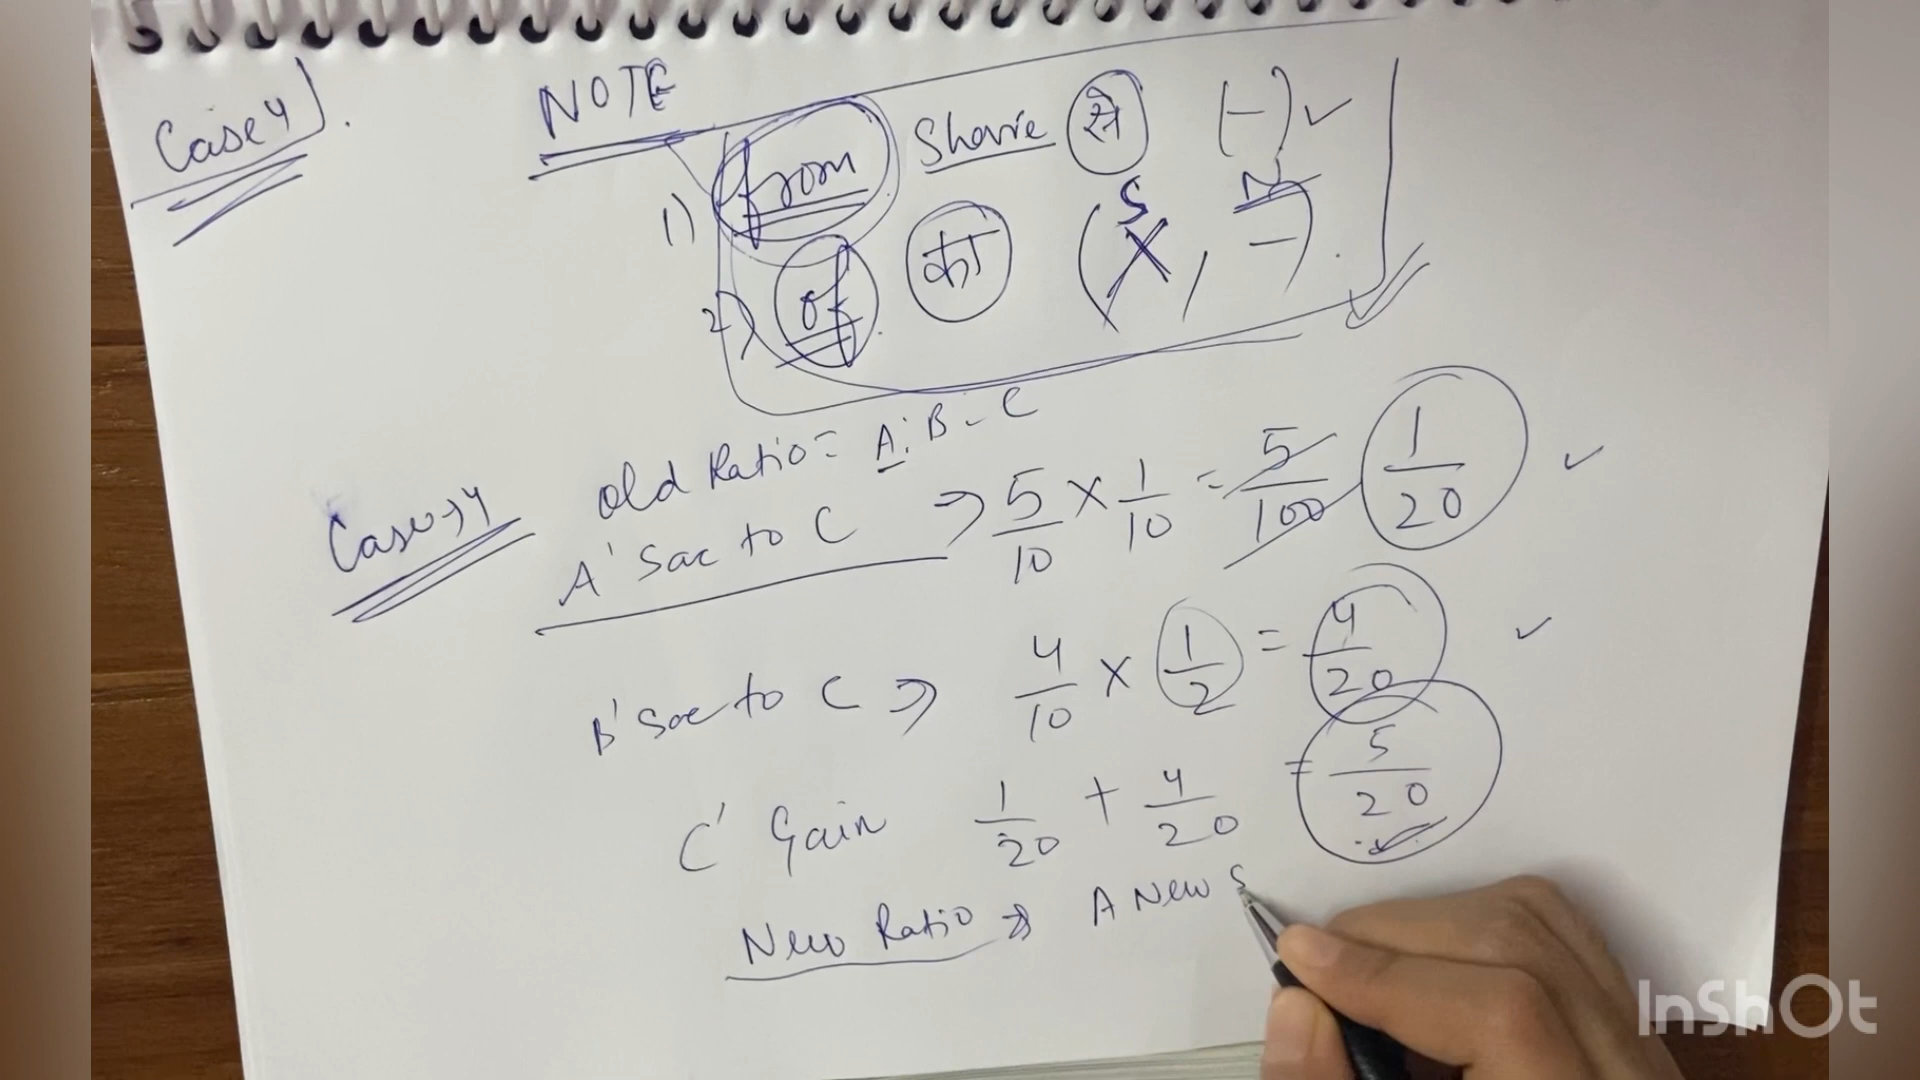 Case 4
NOTE
1) from Share से (-) ✓
S N
2) of का (X, -).
Old Ratio = A : B - C
Case → 4
A' Sac to C ⇒ 5/10 × 1/10 = 5/100 1/20 ✓
B' Sac to C ⇒ 4/10 × 1/2 = 4/20 ✓
C' Gain 1/20 + 4/20 = 5/20
New Ratio ⇒ A New S
InShOt